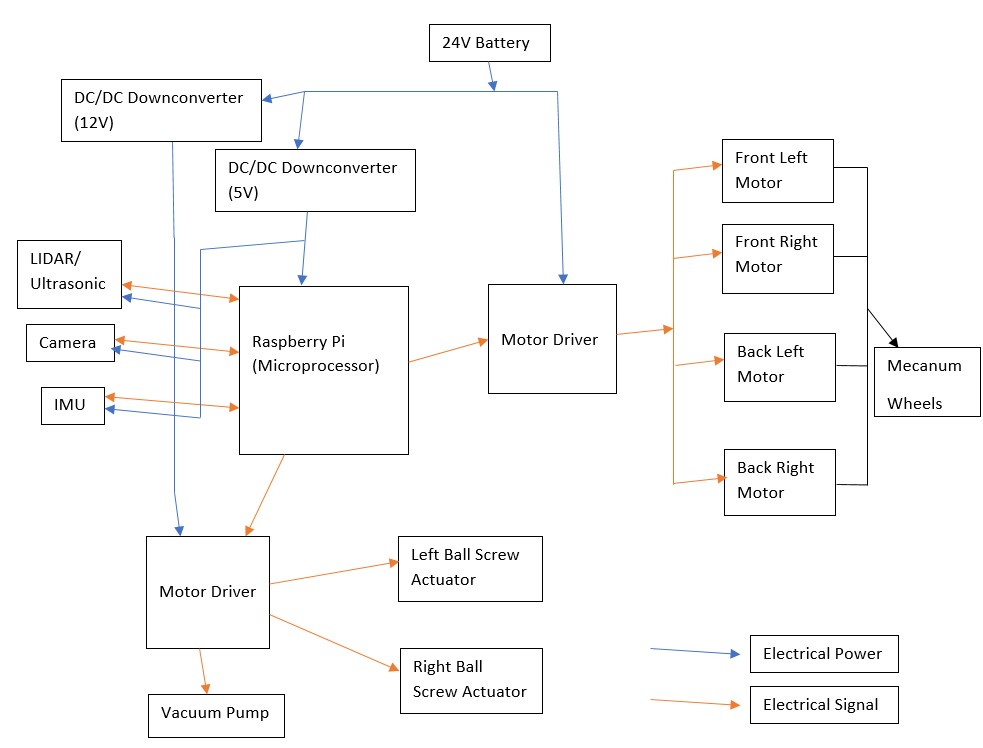 24V Battery
DC/DC Downconverter
(12V)
DC/DC Downconverter
(5V)
Front Left
Motor
Front Right
Motor
LIDAR/
Ultrasonic
Camera
IMU
Raspberry Pi
(Microprocessor)
Motor Driver
Back Left
Motor
Mecanum
Wheels
Back Right
Motor
Motor Driver
Left Ball Screw
Actuator
Right Ball
Screw Actuator
Vacuum Pump
Electrical Power
Electrical Signal